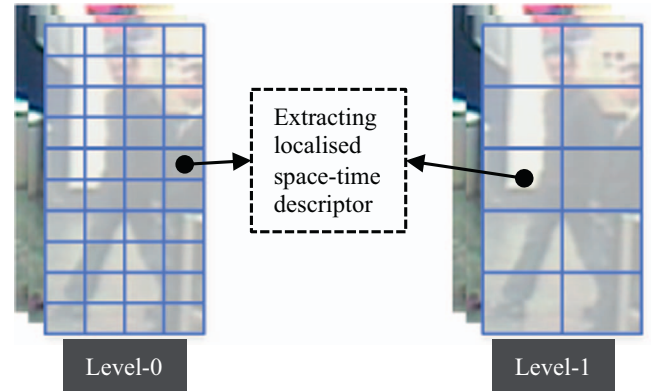 Extracting
localised
space-time
descriptor
Level-0
Level-1